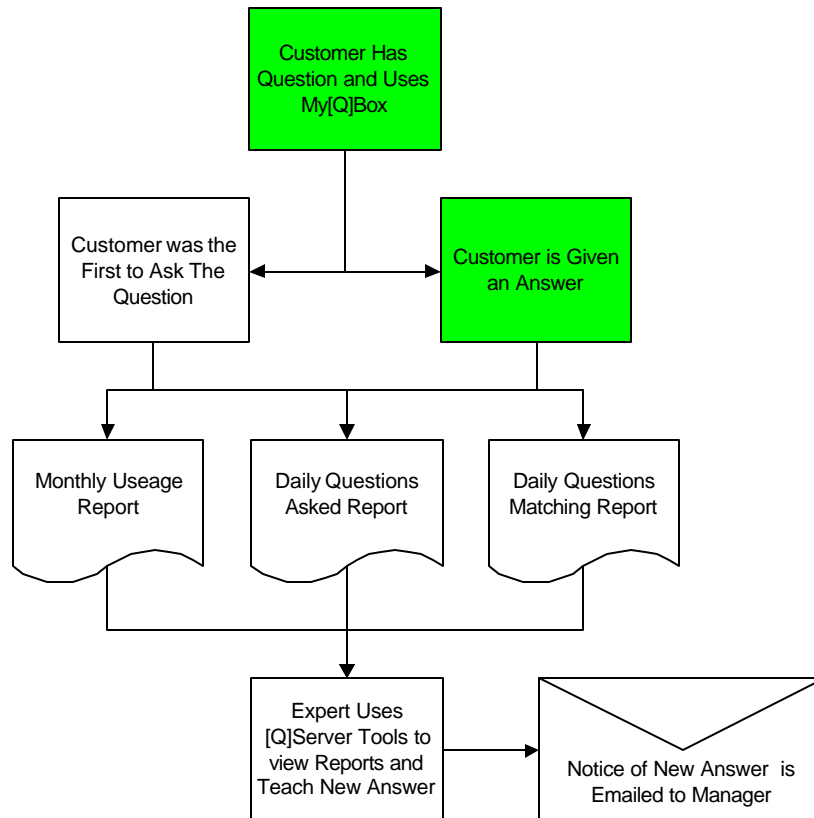 Customer Has
Question and Uses
My[Q]Box
Customer was the
First to Ask The
Question
Customer is Given
an Answer
Monthly Useage
Report
Daily Questions
Asked Report
Daily Questions
Matching Report
Expert Uses
[Q]Server Tools to
view Reports and
Teach New Answer
Notice of New Answer is
Emailed to Manager